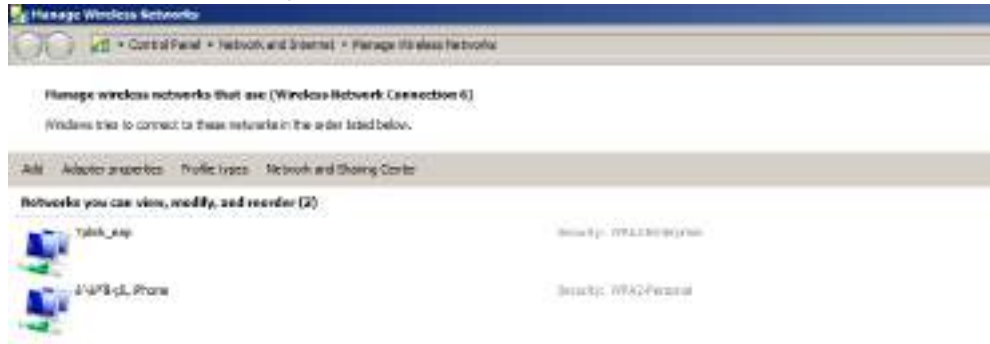 Manage Wireless Networks
Control Panel • Network and Internet • Manage Wireless Networks
Manage wireless networks that use (Wireless Network Connection 6)
Windows tries to connect to these networks in the order listed below.
Add Adapter properties Profile types Network and Sharing Center
Networks you can view, modify, and reorder (2)
Security: WPA2-Enterprise
Phone Security: WPA2-Personal